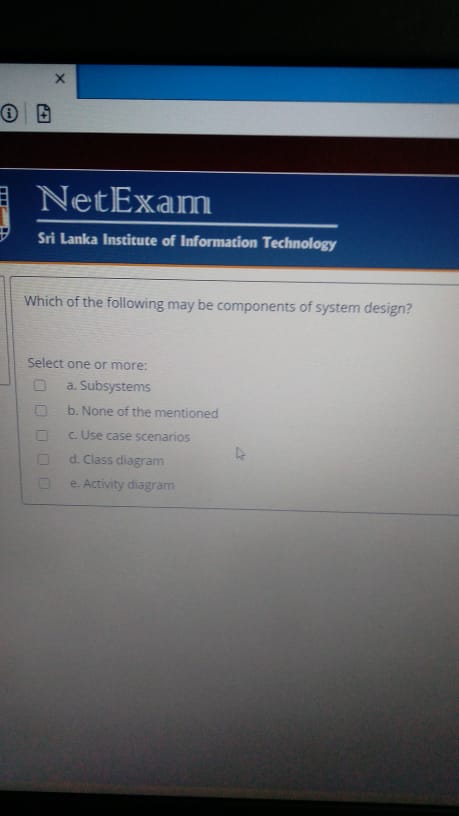 NetExam
Sri Lanka Institute of Information Technology
Which of the following may be components of system design?
Select one or more:
a. Subsystems
b. None of the mentioned
c. Use case scenarios
d. Class diagram
e. Activity diagram